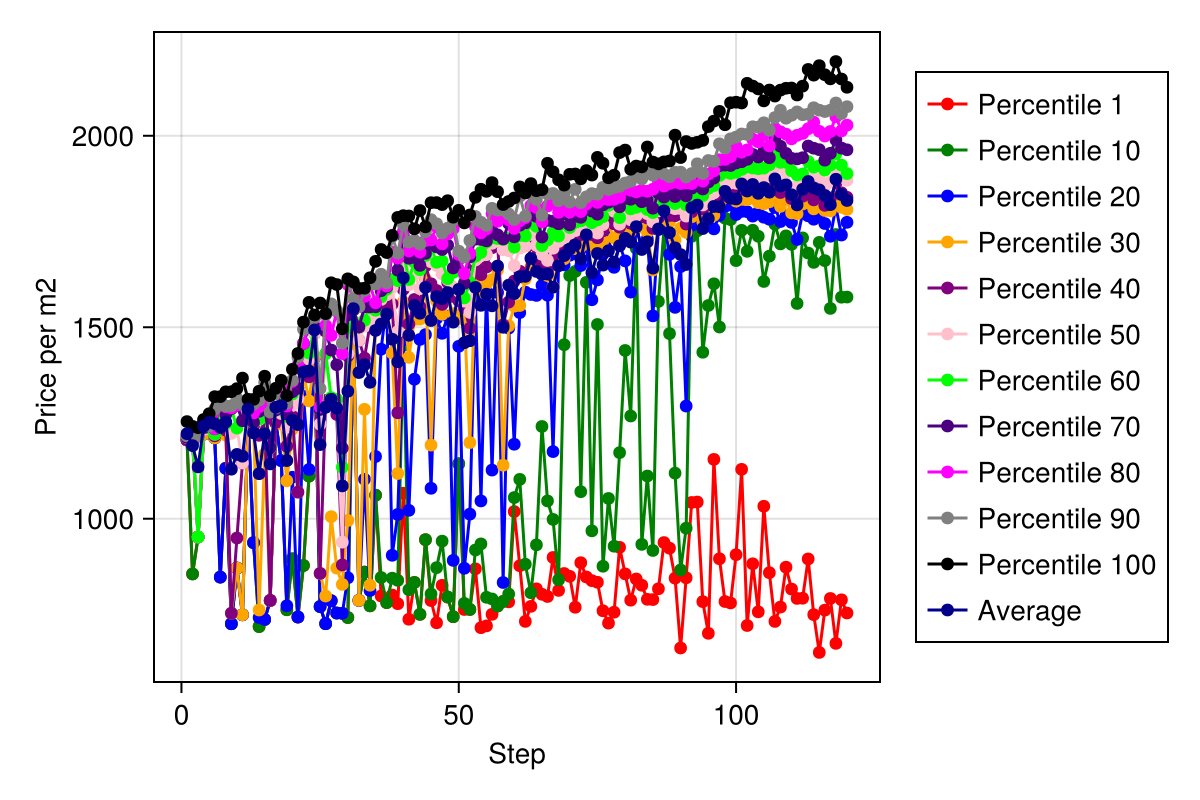 Price per m2
2000
1500
1000
0
50
100
Step
Percentile 1
Percentile 10
Percentile 20
Percentile 30
Percentile 40
Percentile 50
Percentile 60
Percentile 70
Percentile 80
Percentile 90
Percentile 100
Average